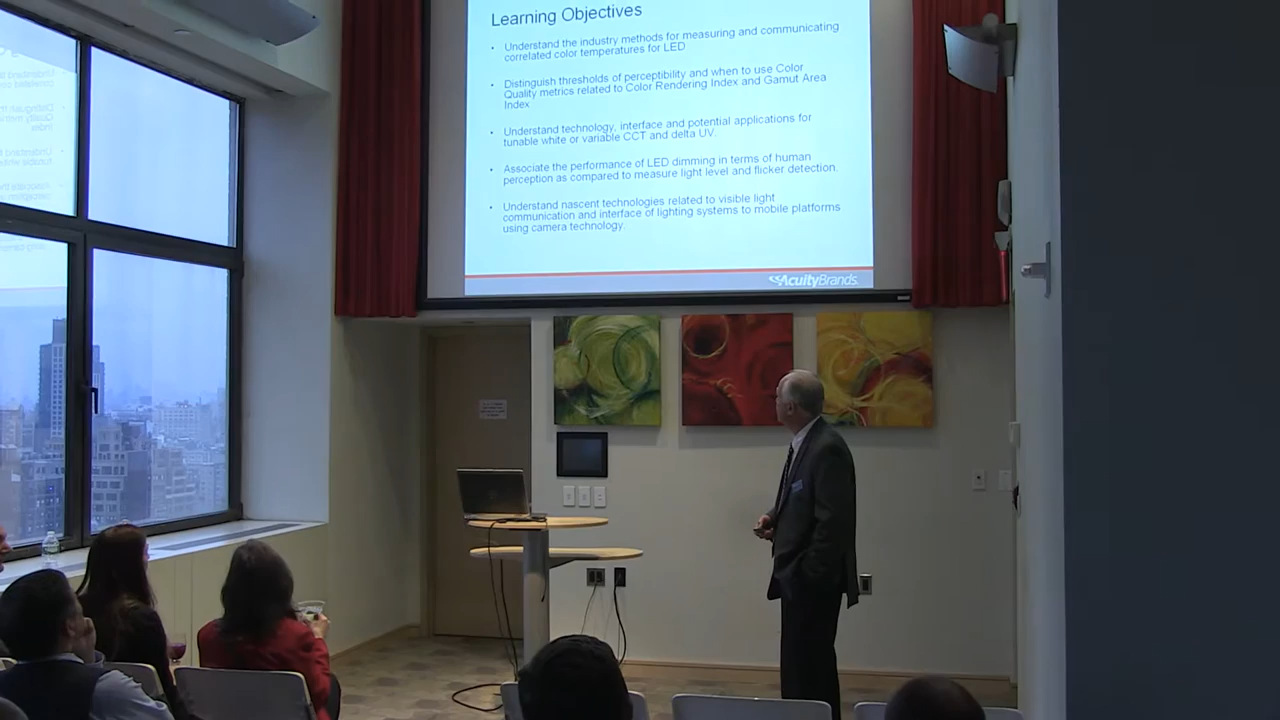 Learning Objectives
• Understand the industry methods for measuring and communicating
correlated color temperatures for LED
• Distinguish thresholds of perceptibility and when to use Color
Quality metrics related to Color Rendering Index and Gamut Area
Index
• Understand technology, interface and potential applications for
tunable white or variable CCT and delta UV.
• Associate the performance of LED dimming in terms of human
perception as compared to measure light level and flicker detection.
• Understand nascent technologies related to visible light
communication and interface of lighting systems to mobile platforms
using camera technology.
AcuityBrands.